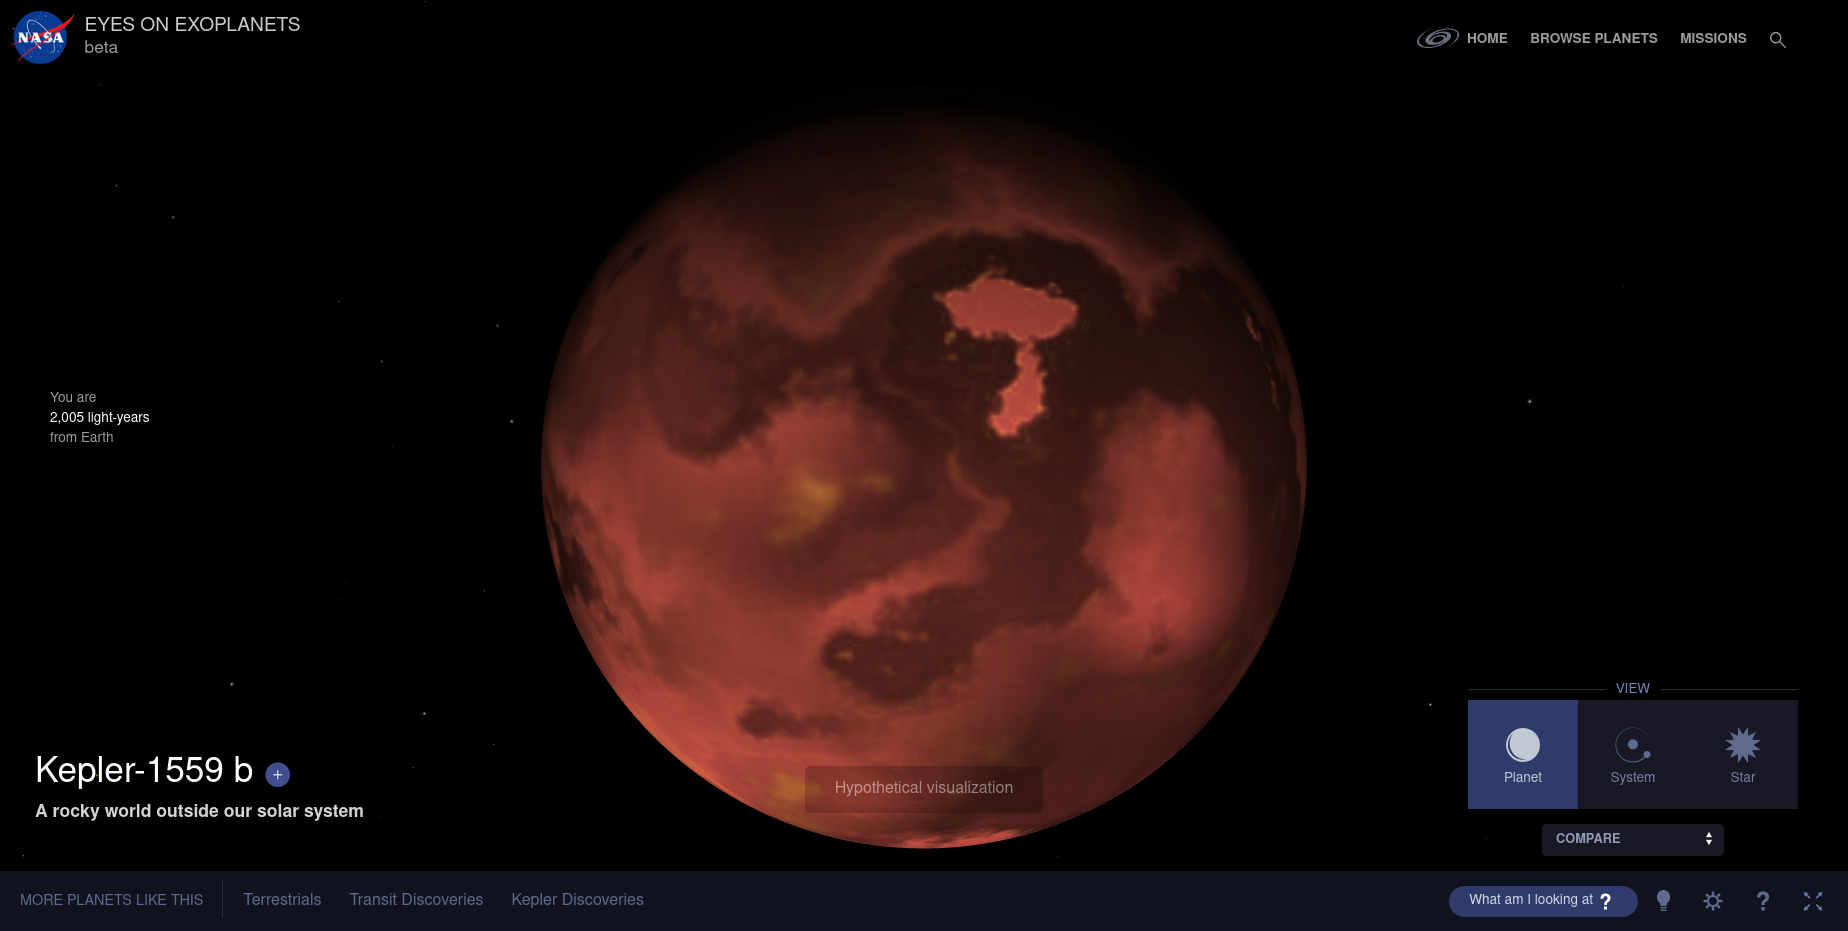 NASA
EYES ON EXOPLANETS
beta
HOME
BROWSE PLANETS
MISSIONS
You are
2,005 light-years
from Earth
Kepler-1559 b +
A rocky world outside our solar system
Hypothetical visualization
VIEW
Planet
System
Star
COMPARE
MORE PLANETS LIKE THIS
Terrestrials
Transit Discoveries
Kepler Discoveries
What am I looking at ?
?